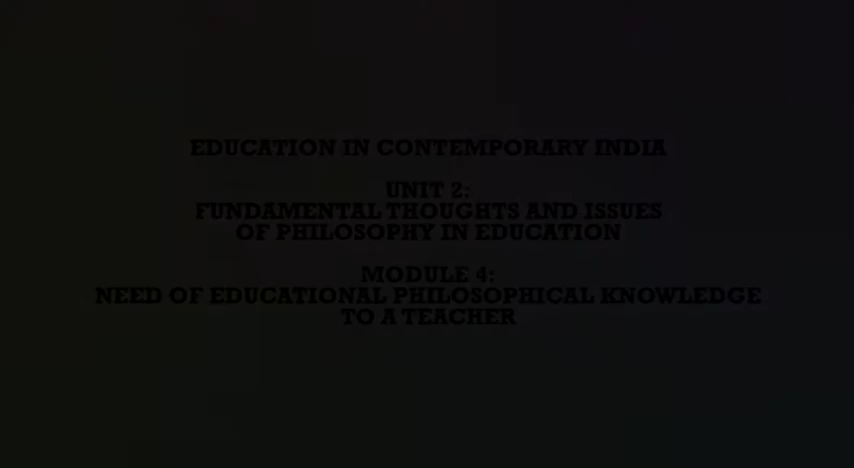 EDUCATION IN CONTEMPORARY INDIA
UNIT 2:
FUNDAMENTAL THOUGHTS AND ISSUES
OF PHILOSOPHY IN EDUCATION
MODULE 4:
NEED OF EDUCATIONAL PHILOSOPHICAL KNOWLEDGE
TO A TEACHER